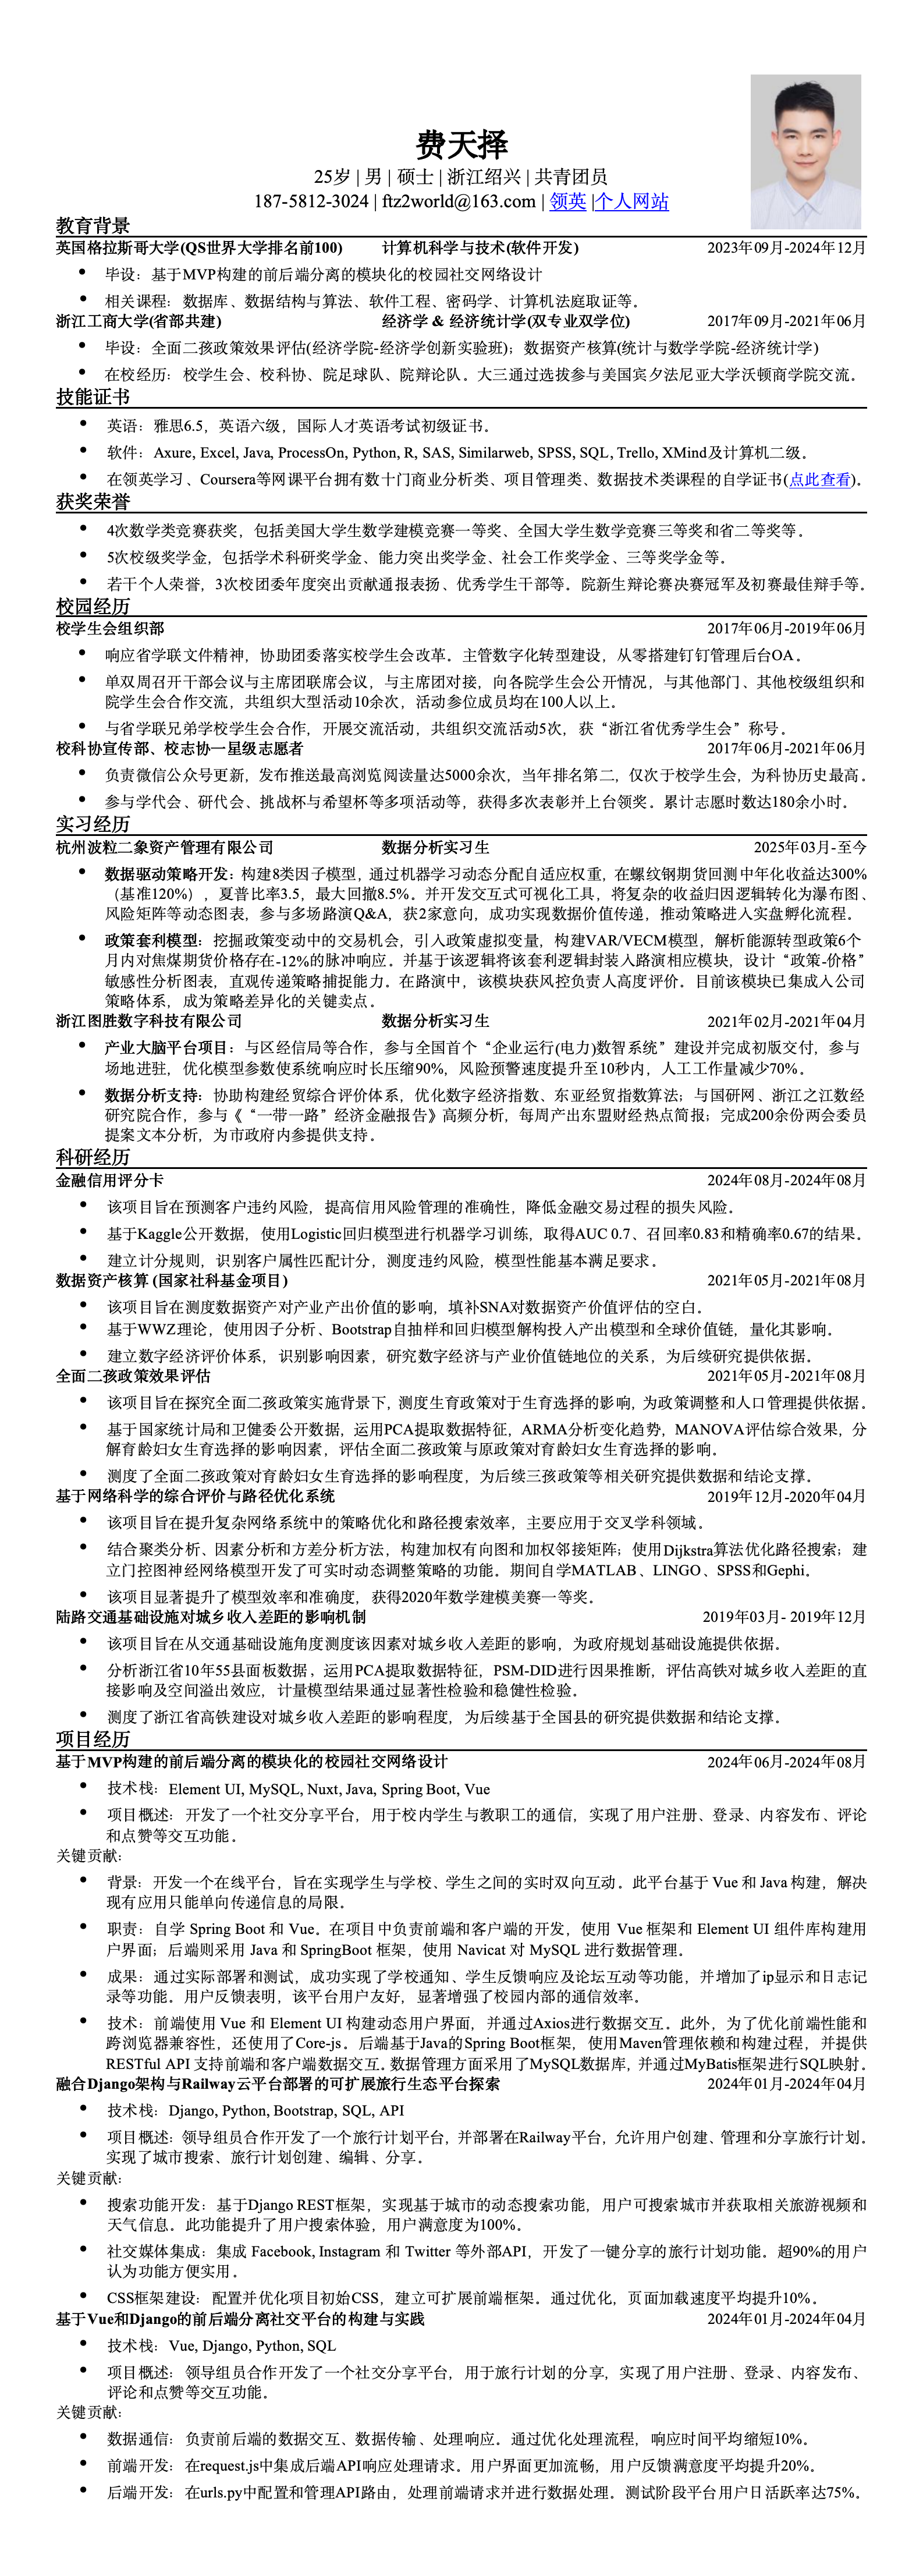 费天择
25岁 | 男 | 硕士 | 浙江绍兴 | 共青团员
187-5812-3024 | ftz2world@163.com | 领英 |个人网站
教育背景
英国格拉斯哥大学(QS世界大学排名前100) 计算机科学与技术(软件开发) 2023年09月-2024年12月
• 毕设：基于MVP构建的前后端分离的模块化的校园社交网络设计
• 相关课程：数据库、数据结构与算法、软件工程、密码学、计算机法庭取证等。
浙江工商大学(省部共建) 经济学 & 经济统计学(双专业双学位) 2017年09月-2021年06月
• 毕设：全面二孩政策效果评估(经济学院-经济学创新实验班)；数据资产核算(统计与数学学院-经济统计学)
• 在校经历：校学生会、校科协、院足球队、院辩论队。大三通过选拔参与美国宾夕法尼亚大学沃顿商学院交流。
技能证书
• 英语：雅思6.5，英语六级，国际人才英语考试初级证书。
• 软件：Axure, Excel, Java, ProcessOn, Python, R, SAS, Similarweb, SPSS, SQL, Trello, XMind及计算机二级。
• 在领英学习、Coursera等网课平台拥有数十门商业分析类、项目管理类、数据技术类课程的自学证书(点此查看)。
获奖荣誉
• 4次数学类竞赛获奖，包括美国大学生数学建模竞赛一等奖、全国大学生数学竞赛三等奖和省二等奖等。
• 5次校级奖学金，包括学术科研奖学金、能力突出奖学金、社会工作奖学金、三等奖学金等。
• 若干个人荣誉，3次校团委年度突出贡献通报表扬、优秀学生干部等。院新生辩论赛决赛冠军及初赛最佳辩手等。
校园经历
校学生会组织部 2017年06月-2019年06月
• 响应省学联文件精神，协助团委落实校学生会改革。主管数字化转型建设，从零搭建钉钉管理后台OA。
• 单双周召开干部会议与主席团联席会议，与主席团对接，向各院学生会公开情况，与其他部门、其他校级组织和
院学生会合作交流，共组织大型活动10余次，活动参位成员均在100人以上。
• 与省学联兄弟学校学生会合作，开展交流活动，共组织交流活动5次，获“浙江省优秀学生会”称号。
校科协宣传部、校志协一星级志愿者 2017年06月-2021年06月
• 负责微信公众号更新，发布推送最高浏览阅读量达5000余次，当年排名第二，仅次于校学生会，为科协历史最高。
• 参与学代会、研代会、挑战杯与希望杯等多项活动等，获得多次表彰并上台领奖。累计志愿时数达180余小时。
实习经历
杭州波粒二象资产管理有限公司 数据分析实习生 2025年03月-至今
• 数据驱动策略开发：构建8类因子模型，通过机器学习动态分配自适应权重，在螺纹钢期货回测中年化收益达300%
（基准120%），夏普比率3.5，最大回撤8.5%。并开发交互式可视化工具，将复杂的收益归因逻辑转化为瀑布图、
风险矩阵等动态图表，参与多场路演Q&A，获2家意向，成功实现数据价值传递，推动策略进入实盘孵化流程。
• 政策套利模型：挖掘政策变动中的交易机会，引入政策虚拟变量，构建VAR/VECM模型，解析能源转型政策6个
月内对焦煤期货价格存在-12%的脉冲响应。并基于该逻辑将该套利逻辑封装入路演相应模块，设计“政策-价格”
敏感性分析图表，直观传递策略捕捉能力。在路演中，该模块获风控负责人高度评价。目前该模块已集成入公司
策略体系，成为策略差异化的关键卖点。
浙江图胜数字科技有限公司 数据分析实习生 2021年02月-2021年04月
• 产业大脑平台项目：与区经信局等合作，参与全国首个“企业运行(电力)数智系统”建设并完成初版交付，参与
场地进驻，优化模型参数使系统响应时长压缩90%，风险预警速度提升至10秒内，人工工作量减少70%。
• 数据分析支持：协助构建经贸综合评价体系，优化数字经济指数、东亚经贸指数算法；与国研网、浙江之江数经
研究院合作，参与《“一带一路”经济金融报告》高频分析，每周产出东盟财经热点简报；完成200余份两会委员
提案文本分析，为市政府内参提供支持。
科研经历
金融信用评分卡 2024年08月-2024年08月
• 该项目旨在预测客户违约风险，提高信用风险管理的准确性，降低金融交易过程的损失风险。
• 基于Kaggle公开数据，使用Logistic回归模型进行机器学习训练，取得AUC 0.7、召回率0.83和精确率0.67的结果。
• 建立计分规则，识别客户属性匹配计分，测度违约风险，模型性能基本满足要求。
数据资产核算 (国家社科基金项目) 2021年05月-2021年08月
• 该项目旨在测度数据资产对产业产出价值的影响，填补SNA对数据资产价值评估的空白。
• 基于WWZ理论，使用因子分析、Bootstrap自抽样和回归模型解构投入产出模型和全球价值链，量化其影响。
• 建立数字经济评价体系，识别影响因素，研究数字经济与产业价值链地位的关系，为后续研究提供依据。
全面二孩政策效果评估 2021年05月-2021年08月
• 该项目旨在探究全面二孩政策实施背景下，测度生育政策对于生育选择的影响，为政策调整和人口管理提供依据。
• 基于国家统计局和卫健委公开数据，运用PCA提取数据特征，ARMA分析变化趋势，MANOVA评估综合效果，分
解育龄妇女生育选择的影响因素，评估全面二孩政策与原政策对育龄妇女生育选择的影响。
• 测度了全面二孩政策对育龄妇女生育选择的影响程度，为后续三孩政策等相关研究提供数据和结论支撑。
基于网络科学的综合评价与路径优化系统 2019年12月-2020年04月
• 该项目旨在提升复杂网络系统中的策略优化和路径搜索效率，主要应用于交叉学科领域。
• 结合聚类分析、因素分析和方差分析方法，构建加权有向图和加权邻接矩阵；使用Dijkstra算法优化路径搜索；建
立门控图神经网络模型开发了可实时动态调整策略的功能。期间自学MATLAB、LINGO、SPSS和Gephi。
• 该项目显著提升了模型效率和准确度，获得2020年数学建模美赛一等奖。
陆路交通基础设施对城乡收入差距的影响机制 2019年03月- 2019年12月
• 该项目旨在从交通基础设施角度测度该因素对城乡收入差距的影响，为政府规划基础设施提供依据。
• 分析浙江省10年55县面板数据，运用PCA提取数据特征，PSM-DID进行因果推断，评估高铁对城乡收入差距的直
接影响及空间溢出效应，计量模型结果通过显著性检验和稳健性检验。
• 测度了浙江省高铁建设对城乡收入差距的影响程度，为后续基于全国县的研究提供数据和结论支撑。
项目经历
基于MVP构建的前后端分离的模块化的校园社交网络设计 2024年06月-2024年08月
• 技术栈：Element UI, MySQL, Nuxt, Java, Spring Boot, Vue
• 项目概述：开发了一个社交分享平台，用于校内学生与教职工的通信，实现了用户注册、登录、内容发布、评论
和点赞等交互功能。
关键贡献：
• 背景：开发一个在线平台，旨在实现学生与学校、学生之间的实时双向互动。此平台基于 Vue 和 Java 构建，解决
现有应用只能单向传递信息的局限。
• 职责：自学 Spring Boot 和 Vue。在项目中负责前端和客户端的开发，使用 Vue 框架和 Element UI 组件库构建用
户界面；后端则采用 Java 和 SpringBoot 框架，使用 Navicat 对 MySQL 进行数据管理。
• 成果：通过实际部署和测试，成功实现了学校通知、学生反馈响应及论坛互动等功能，并增加了ip显示和日志记
录等功能。用户反馈表明，该平台用户友好，显著增强了校园内部的通信效率。
• 技术：前端使用 Vue 和 Element UI 构建动态用户界面，并通过Axios进行数据交互。此外，为了优化前端性能和
跨浏览器兼容性，还使用了Core-js。后端基于Java的Spring Boot框架，使用Maven管理依赖和构建过程，并提供
RESTful API 支持前端和客户端数据交互。数据管理方面采用了MySQL数据库，并通过MyBatis框架进行SQL映射。
融合Django架构与Railway云平台部署的可扩展旅行生态平台探索 2024年01月-2024年04月
• 技术栈：Django, Python, Bootstrap, SQL, API
• 项目概述：领导组员合作开发了一个旅行计划平台，并部署在Railway平台，允许用户创建、管理和分享旅行计划。
实现了城市搜索、旅行计划创建、编辑、分享。
关键贡献：
• 搜索功能开发：基于Django REST框架，实现基于城市的动态搜索功能，用户可搜索城市并获取相关旅游视频和
天气信息。此功能提升了用户搜索体验，用户满意度为100%。
• 社交媒体集成：集成 Facebook, Instagram 和 Twitter 等外部API，开发了一键分享的旅行计划功能。超90%的用户
认为功能方便实用。
• CSS框架建设：配置并优化项目初始CSS，建立可扩展前端框架。通过优化，页面加载速度平均提升10%。
基于Vue和Django的前后端分离社交平台的构建与实践 2024年01月-2024年04月
• 技术栈：Vue, Django, Python, SQL
• 项目概述：领导组员合作开发了一个社交分享平台，用于旅行计划的分享，实现了用户注册、登录、内容发布、
评论和点赞等交互功能。
关键贡献：
• 数据通信：负责前后端的数据交互、数据传输、处理响应。通过优化处理流程，响应时间平均缩短10%。
• 前端开发：在request.js中集成后端API响应处理请求。用户界面更加流畅，用户反馈满意度平均提升20%。
• 后端开发：在urls.py中配置和管理API路由，处理前端请求并进行数据处理。测试阶段平台用户日活跃率达75%。